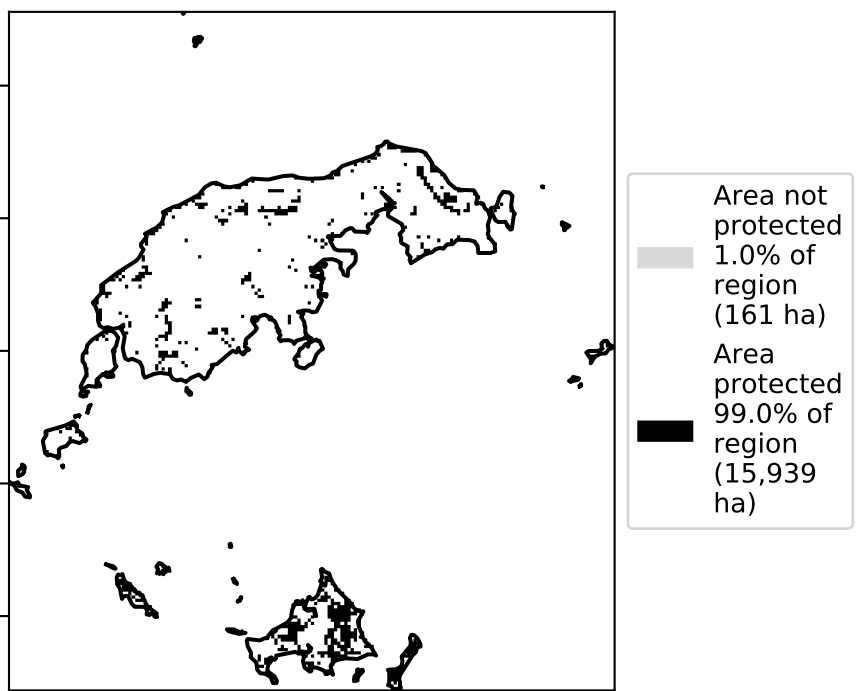 Area not
protected
1.0% of
region
(161 ha)
Area
protected
99.0% of
region
(15,939
ha)